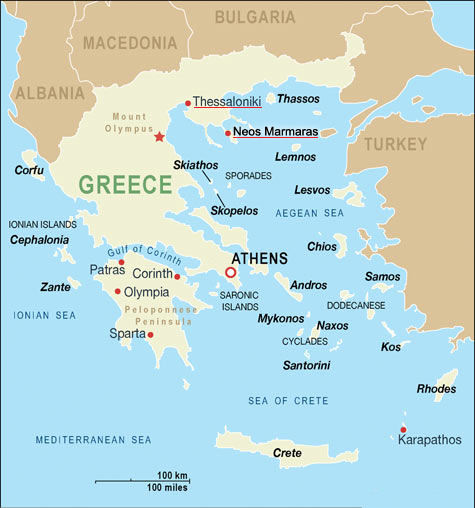 BULGARIA
MACEDONIA
ALBANIA
Thessaloniki
Thassos
Mount
Olympus
Neos Marmaras
TURKEY
Lemnos
Skiathos
Corfu
SPORADES
GREECE
Lesvos
Skopelos
AEGEAN SEA
IONIAN ISLANDS
Cephalonia
Chios
Gulf of Corinth
ATHENS
Patras
Corinth
Samos
Zante
Olympia
Andros
SARONIC
ISLANDS
DODECANESE
Peloponnese
Peninsula
IONIAN SEA
Mykonos
Naxos
Sparta
CYCLADES
Kos
Santorini
Rhodes
SEA OF CRETE
MEDITERRANEAN SEA
Karapathos
Crete
100 km
100 miles